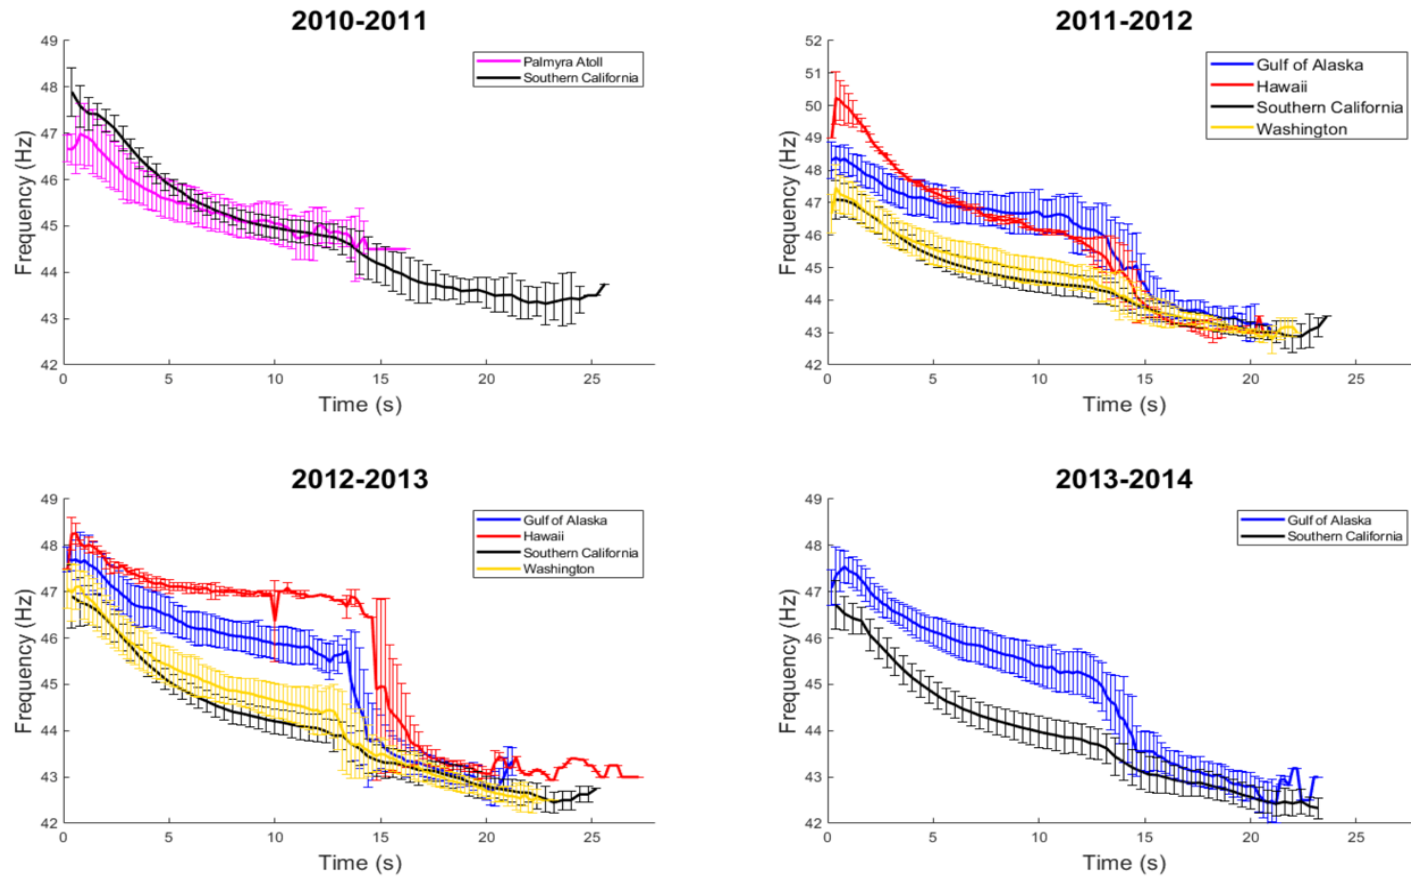 2010-2011
49
48
47
46
45
44
43
42
Frequency (Hz)
Palmyra Atoll
Southern California
0 5 10 15 20 25
Time (s)
2011-2012
52
51
50
49
48
47
46
45
44
43
42
Frequency (Hz)
Gulf of Alaska
Hawaii
Southern California
Washington
0 5 10 15 20 25
Time (s)
2012-2013
49
48
47
46
45
44
43
42
Frequency (Hz)
Gulf of Alaska
Hawaii
Southern California
Washington
0 5 10 15 20 25
Time (s)
2013-2014
49
48
47
46
45
44
43
42
Frequency (Hz)
Gulf of Alaska
Southern California
0 5 10 15 20 25
Time (s)